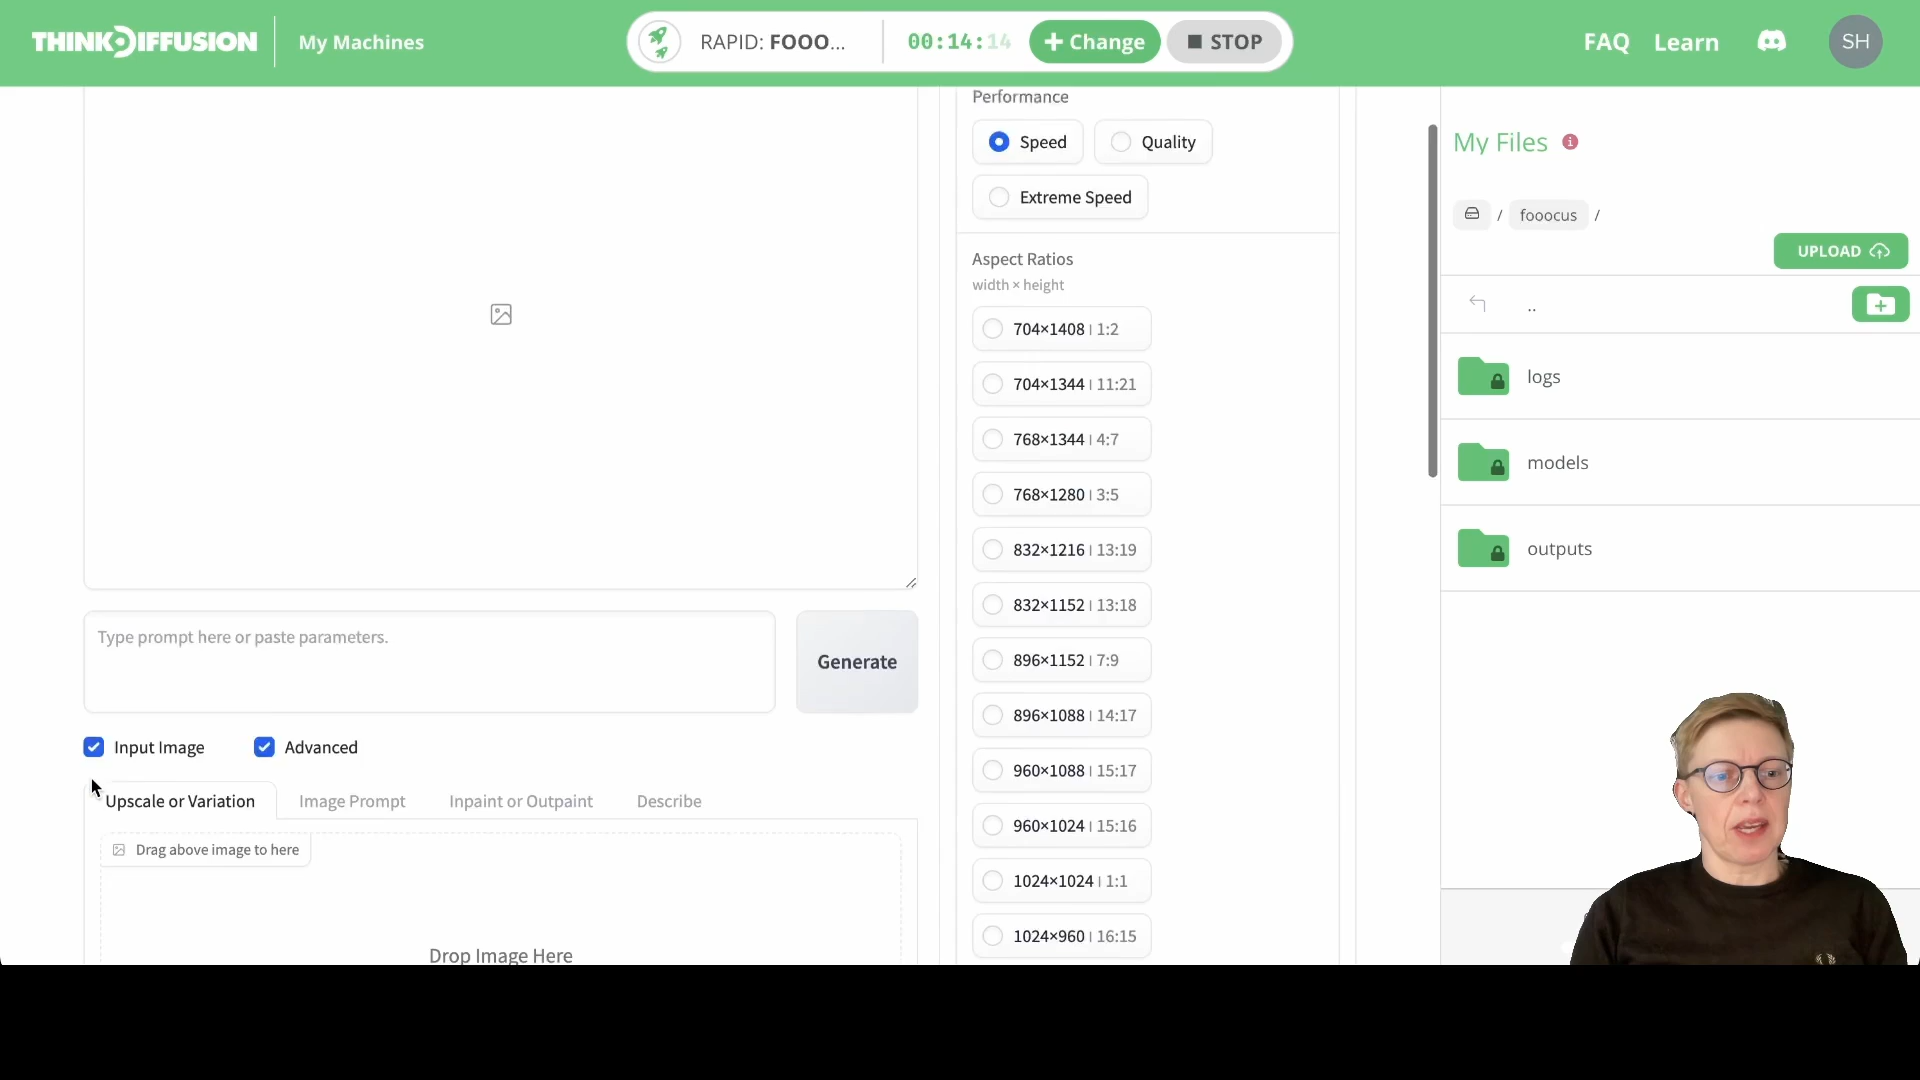 THINKDIFFUSION
My Machines
RAPID: FOOO...
00:14:14
+ Change
STOP
FAQ
Learn
SH
Performance
Speed
Quality
Extreme Speed
Aspect Ratios
width × height
704×1408 | 1:2
704×1344 | 11:21
768×1344 | 4:7
768×1280 | 3:5
832×1216 | 13:19
832×1152 | 13:18
896×1152 | 7:9
896×1088 | 14:17
960×1088 | 15:17
960×1024 | 15:16
1024×1024 | 1:1
1024×960 | 16:15
Type prompt here or paste parameters.
Generate
Input Image
Advanced
Upscale or Variation
Image Prompt
Inpaint or Outpaint
Describe
Drag above image to here
Drop Image Here
My Files
/ fooocus /
UPLOAD
..
logs
models
outputs